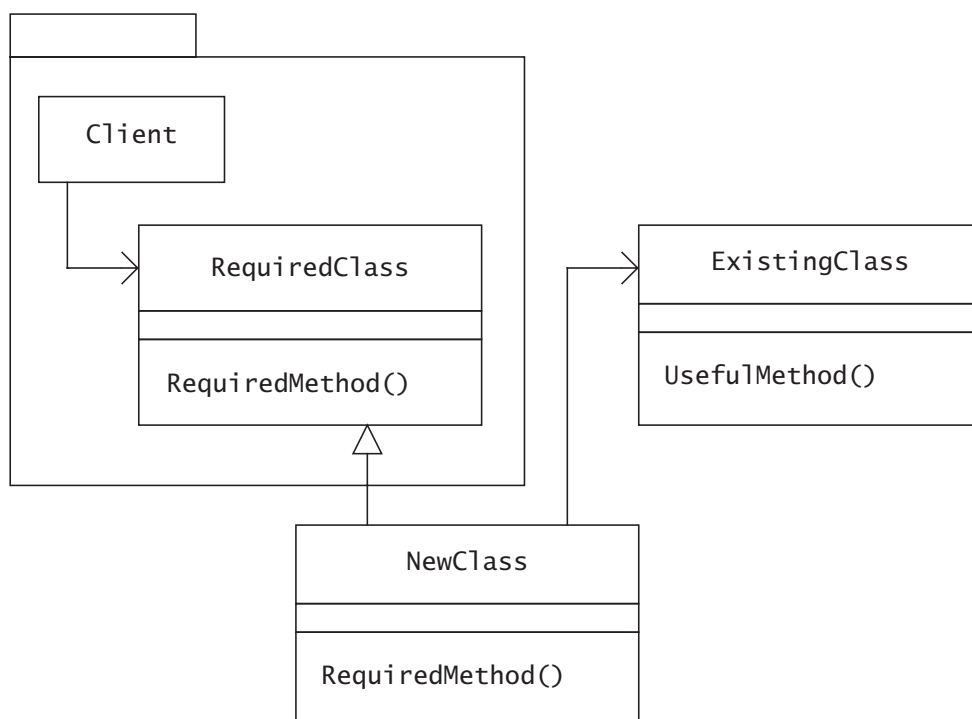 Client
RequiredClass
RequiredMethod()
ExistingClass
UsefulMethod()
NewClass
RequiredMethod()